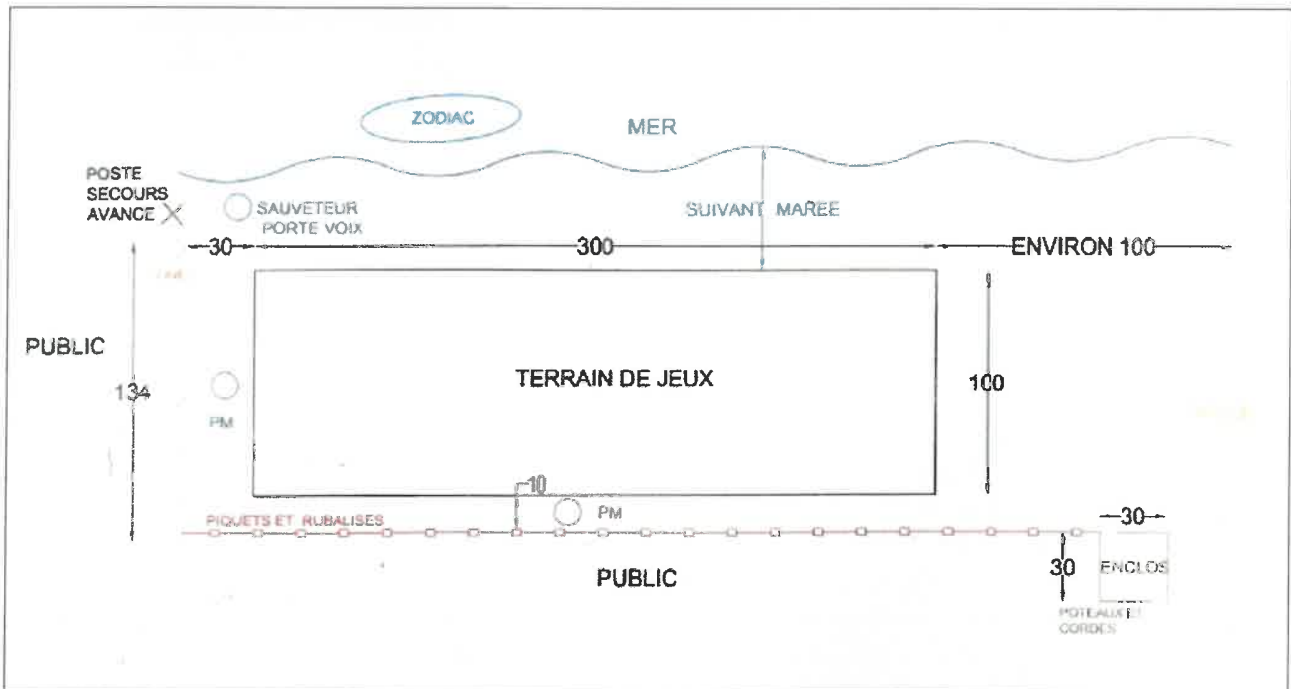 ZODIAC
MER
POSTE
SECOURS
AVANCE
SAUVETEUR
PORTE VOIX
SUIVANT MAREE
30
300
ENVIRON 100
PUBLIC
134
TERRAIN DE JEUX
100
PM
10
PM
PIQUETS ET RUBALISES
30
PUBLIC
30
ENCLOS
POTEAUX ET
CORDES